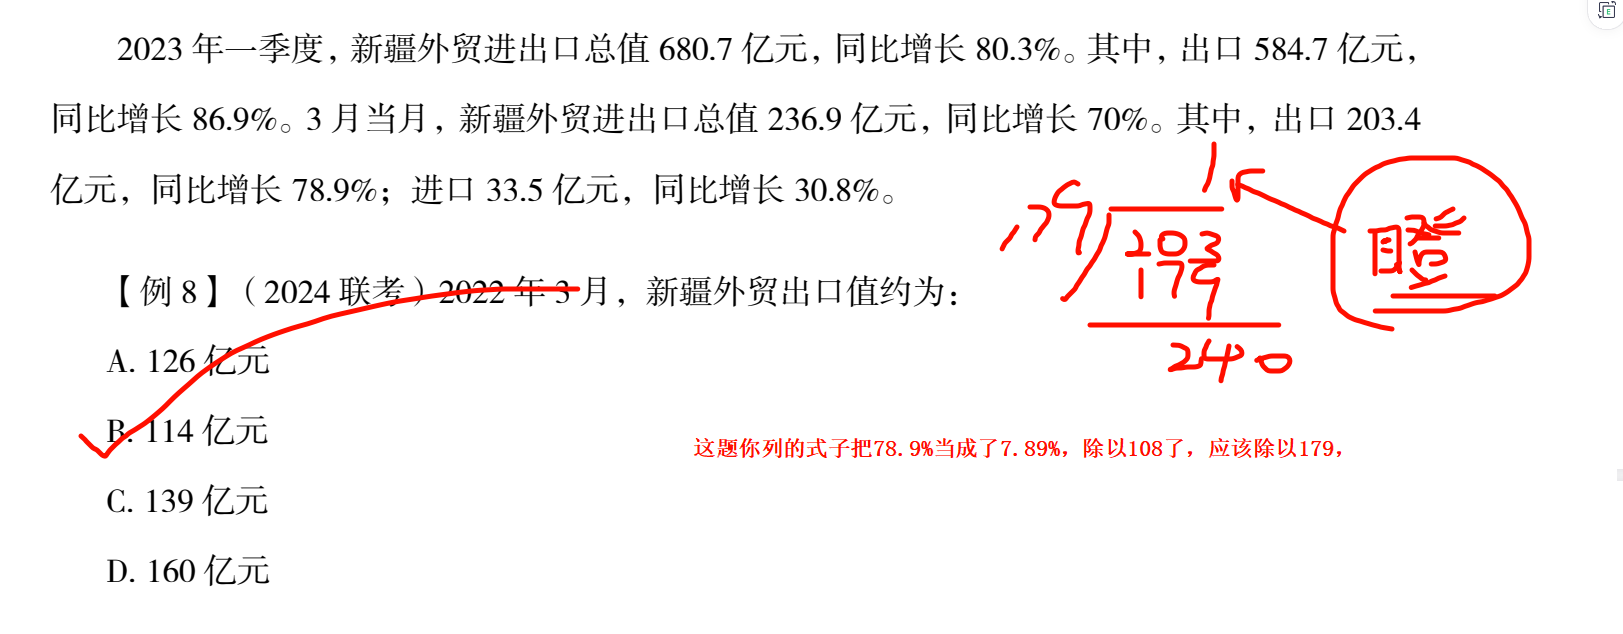 2023 年一季度，新疆外贸进出口总值 680.7 亿元，同比增长 80.3%。其中，出口 584.7 亿元，
同比增长 86.9%。3 月当月，新疆外贸进出口总值 236.9 亿元，同比增长 70%。其中，出口 203.4
亿元，同比增长 78.9%；进口 33.5 亿元，同比增长 30.8%。
1
179
203
179
240
瞪
【例 8】（2024 联考）2022 年 3 月，新疆外贸出口值约为：
A. 126 亿元
B. 114 亿元
这题你列的式子把78.9%当成了7.89%，除以108了，应该除以179，
C. 139 亿元
D. 160 亿元